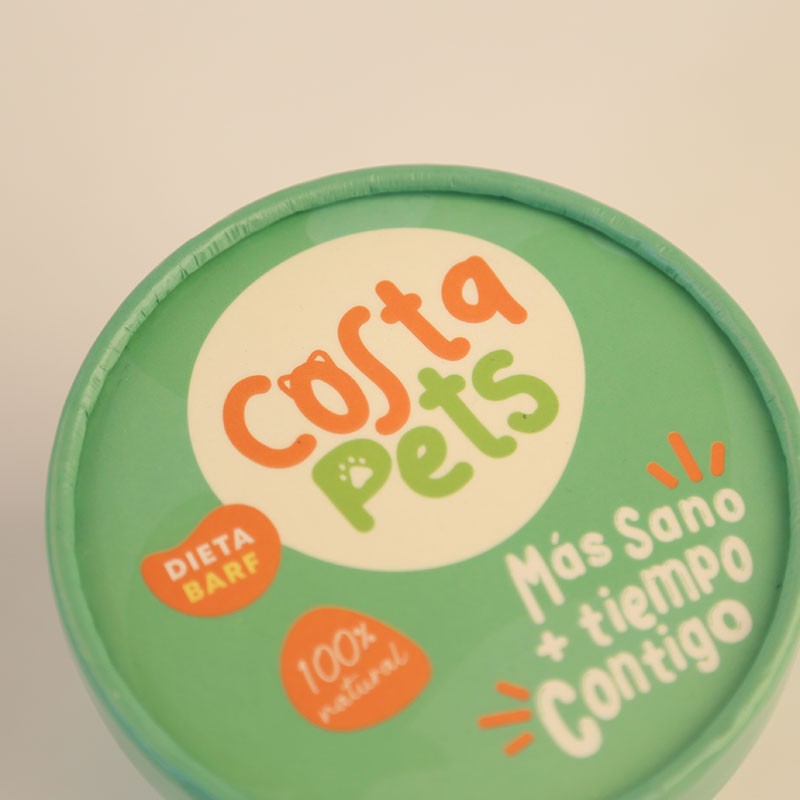 Costa
Pets
DIETA
BARF
100%
natural
Más Sano
+ tiempo
Contigo